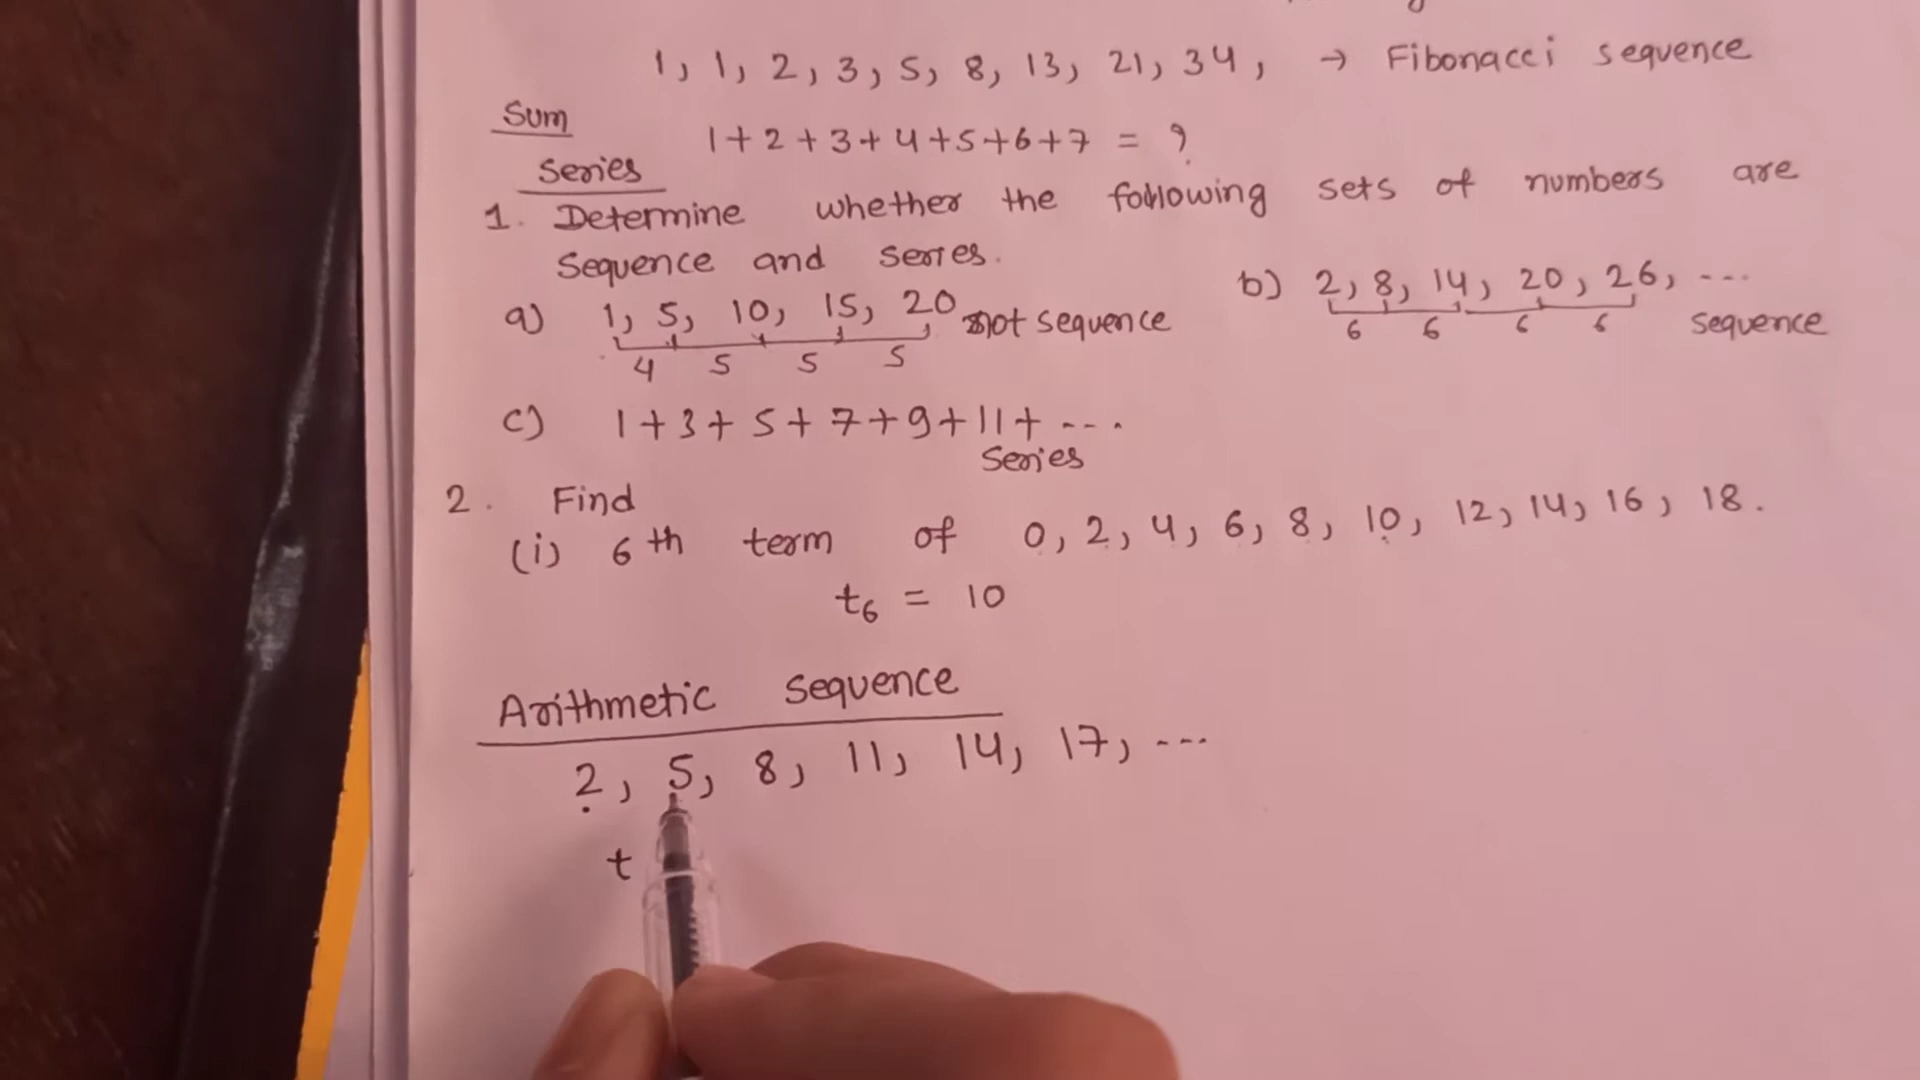 1, 1, 2, 3, 5, 8, 13, 21, 34, → Fibonacci sequence
Sum
1+2+3+4+5+6+7 = ?
Series
1. Determine whether the following sets of numbers are
Sequence and series.
a) 1, 5, 10, 15, 20 not sequence
4 5 5 5
b) 2, 8, 14, 20, 26, ...
6 6 6 6 sequence
c) 1+3+5+7+9+11+ ...
Series
2. Find
(i) 6th term of 0, 2, 4, 6, 8, 10, 12, 14, 16, 18.
t6 = 10
Arithmetic sequence
2, 5, 8, 11, 14, 17, ...
t